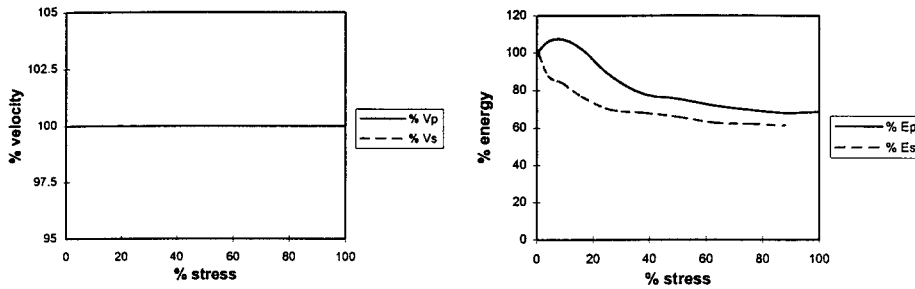 105
102.5
100
97.5
95
% velocity
0 20 40 60 80 100
% stress
% Vp
% Vs
120
100
80
60
40
20
0
% energy
0 20 40 60 80 100
% stress
% Ep
% Es